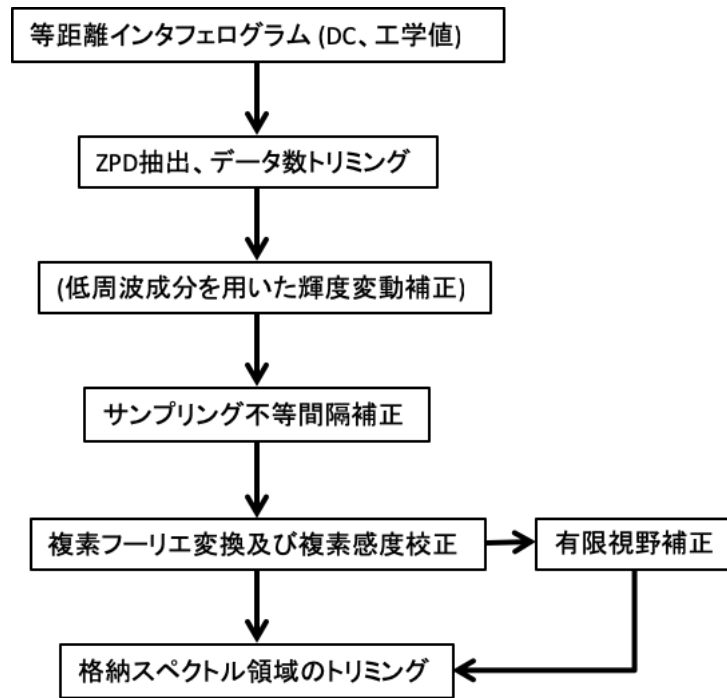 等距離インタフェログラム (DC、工学値)
ZPD抽出、データ数トリミング
(低周波成分を用いた輝度変動補正)
サンプリング不等間隔補正
複素フーリエ変換及び複素感度校正
有限視野補正
格納スペクトル領域のトリミング